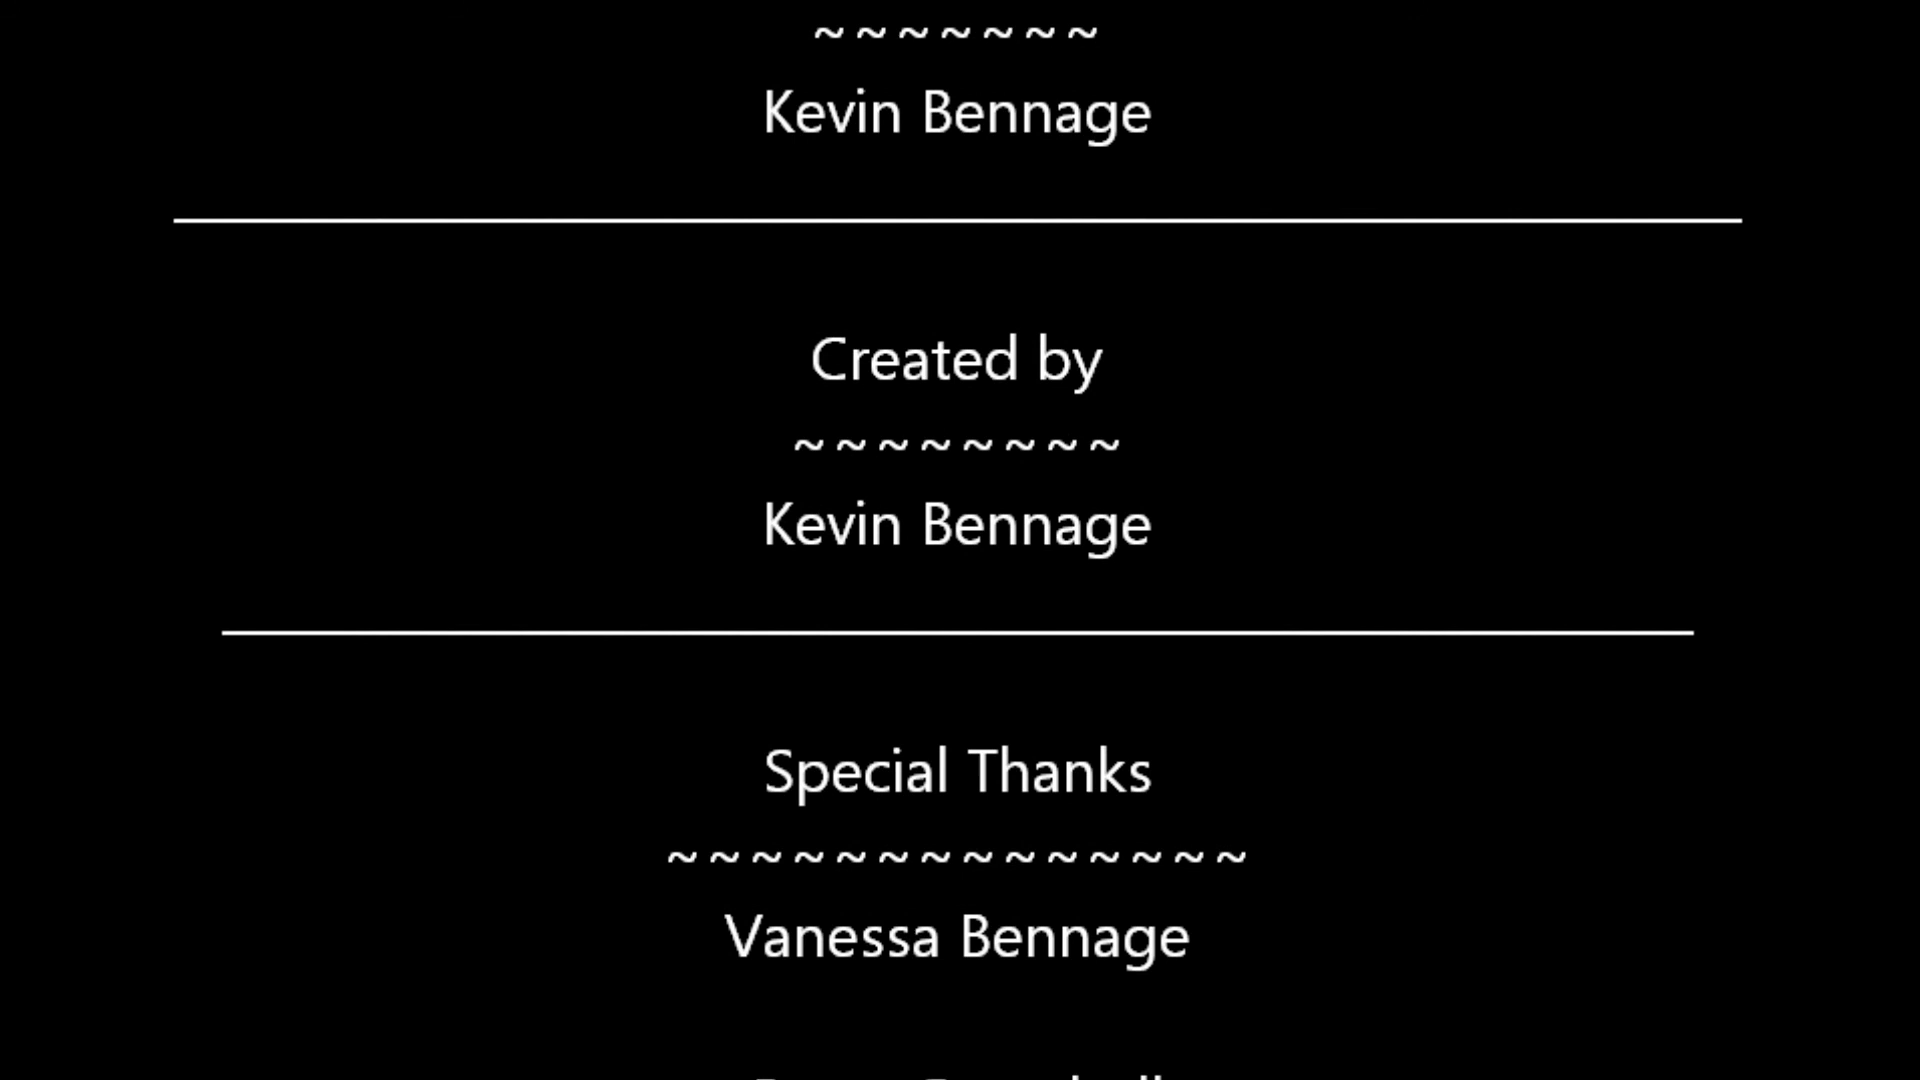 ~ ~ ~ ~ ~ ~ ~
Kevin Bennage
Created by
~ ~ ~ ~ ~ ~ ~ ~
Kevin Bennage
Special Thanks
~ ~ ~ ~ ~ ~ ~ ~ ~ ~ ~ ~ ~ ~
Vanessa Bennage